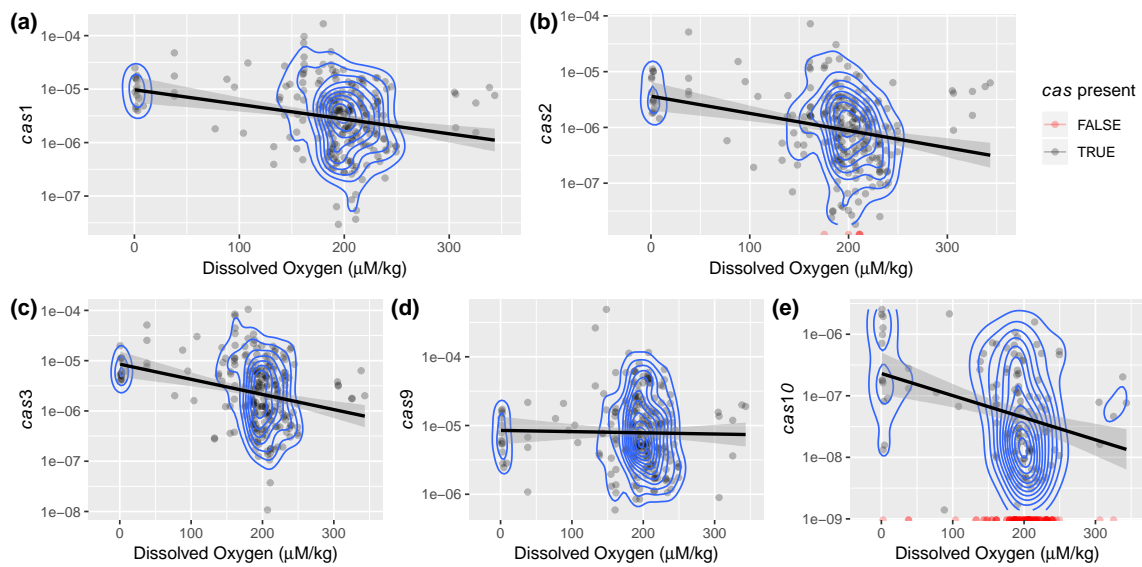 (a)
cas1
1e−04
1e−05
1e−06
1e−07
0 100 200 300
Dissolved Oxygen (μM/kg)
(b)
cas2
1e−04
1e−05
1e−06
1e−07
0 100 200 300
Dissolved Oxygen (μM/kg)
cas present
FALSE
TRUE
(c)
cas3
1e−04
1e−05
1e−06
1e−07
1e−08
0 100 200 300
Dissolved Oxygen (μM/kg)
(d)
cas9
1e−04
1e−05
1e−06
0 100 200 300
Dissolved Oxygen (μM/kg)
(e)
cas10
1e−06
1e−07
1e−08
1e−09
0 100 200 300
Dissolved Oxygen (μM/kg)